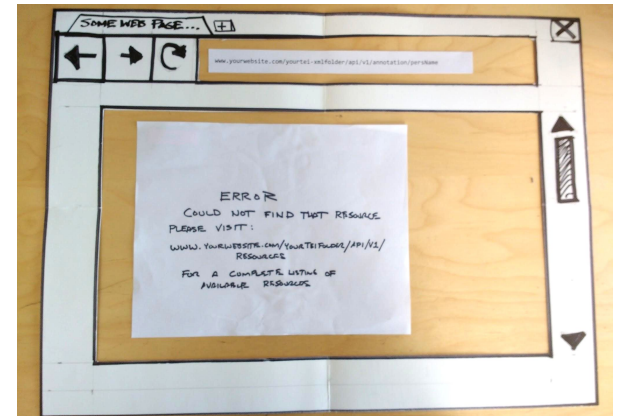 SOME WEB PAGE...
www.yourwebsite.com/yourtei-xmlfolder/api/v1/annotation/persName
ERROR
COULD NOT FIND THAT RESOURCE
PLEASE VISIT:
WWW.YOURWEBSITE.COM/YOURTEIFOLDER/API/V1/
RESOURCES
FOR A COMPLETE LISTING OF
AVAILABLE RESOURCES